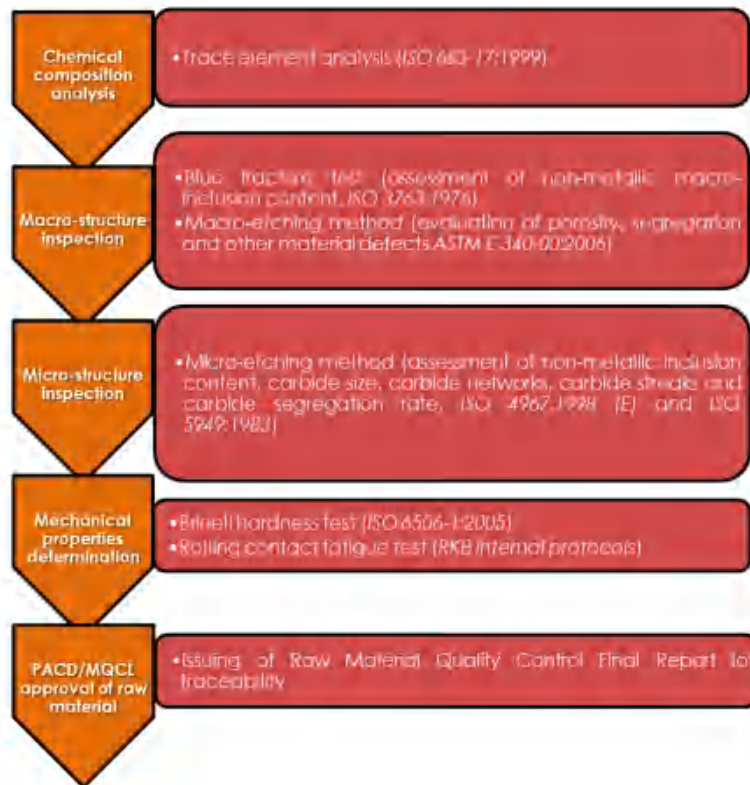 Chemical
composition
analysis
•Trace element analysis (ISO 683-17:1999)
Macro-structure
inspection
•Blue fracture test (assessment of non-metallic macro-
inclusion content, ISO 3763:1976)
•Macro-etching method (evaluation of porosity, segregation
and other material defects ASTM E 340-00:2006)
Micro-structure
inspection
•Micro-etching method (assessment of non-metallic inclusion
content, carbide size, carbide networks, carbide streaks and
carbide segregation rate, ISO 4967:1998 (E) and ISO
5949:1983)
Mechanical
properties
determination
•Brinell hardness test (ISO 6506-1:2005)
•Rolling contact fatigue test (RKB internal protocols)
PACD/MQCL
approval of raw
material
•Issuing of Raw Material Quality Control Final Report for
traceability